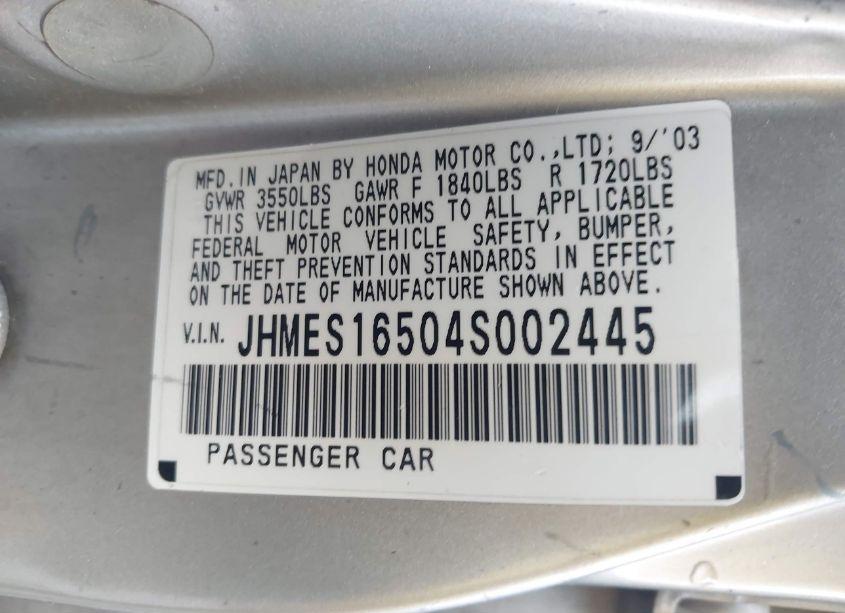 MFD. IN JAPAN BY HONDA MOTOR CO.,LTD; 9/'03
GVWR 3550LBS GAWR F 1840LBS R 1720LBS
THIS VEHICLE CONFORMS TO ALL APPLICABLE
FEDERAL MOTOR VEHICLE SAFETY, BUMPER,
AND THEFT PREVENTION STANDARDS IN EFFECT
ON THE DATE OF MANUFACTURE SHOWN ABOVE.
V.I.N. JHMES16504S002445
PASSENGER CAR